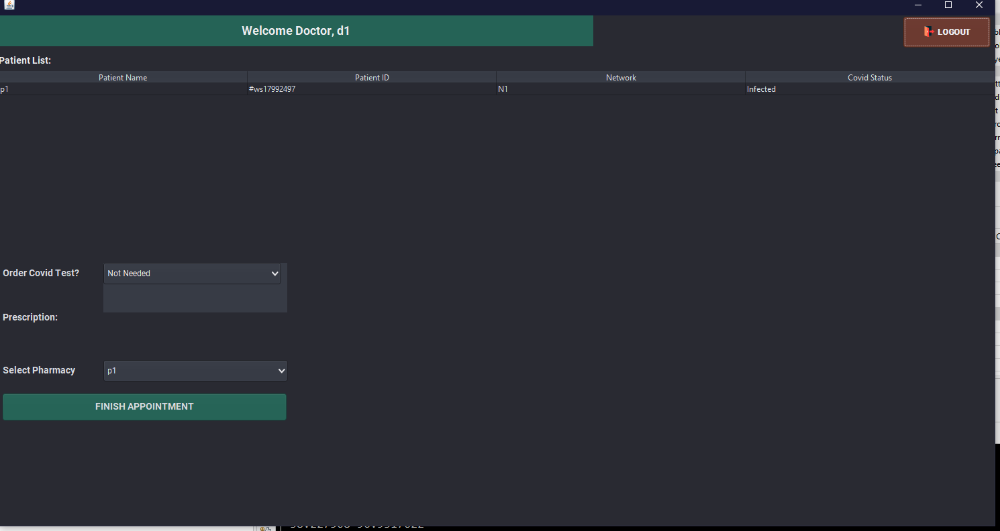 Welcome Doctor, d1
LOGOUT
Patient List:
Patient Name Patient ID Network Covid Status
p1 #ws17992497 N1 Infected
Order Covid Test? Not Needed
Prescription:
Select Pharmacy p1
FINISH APPOINTMENT